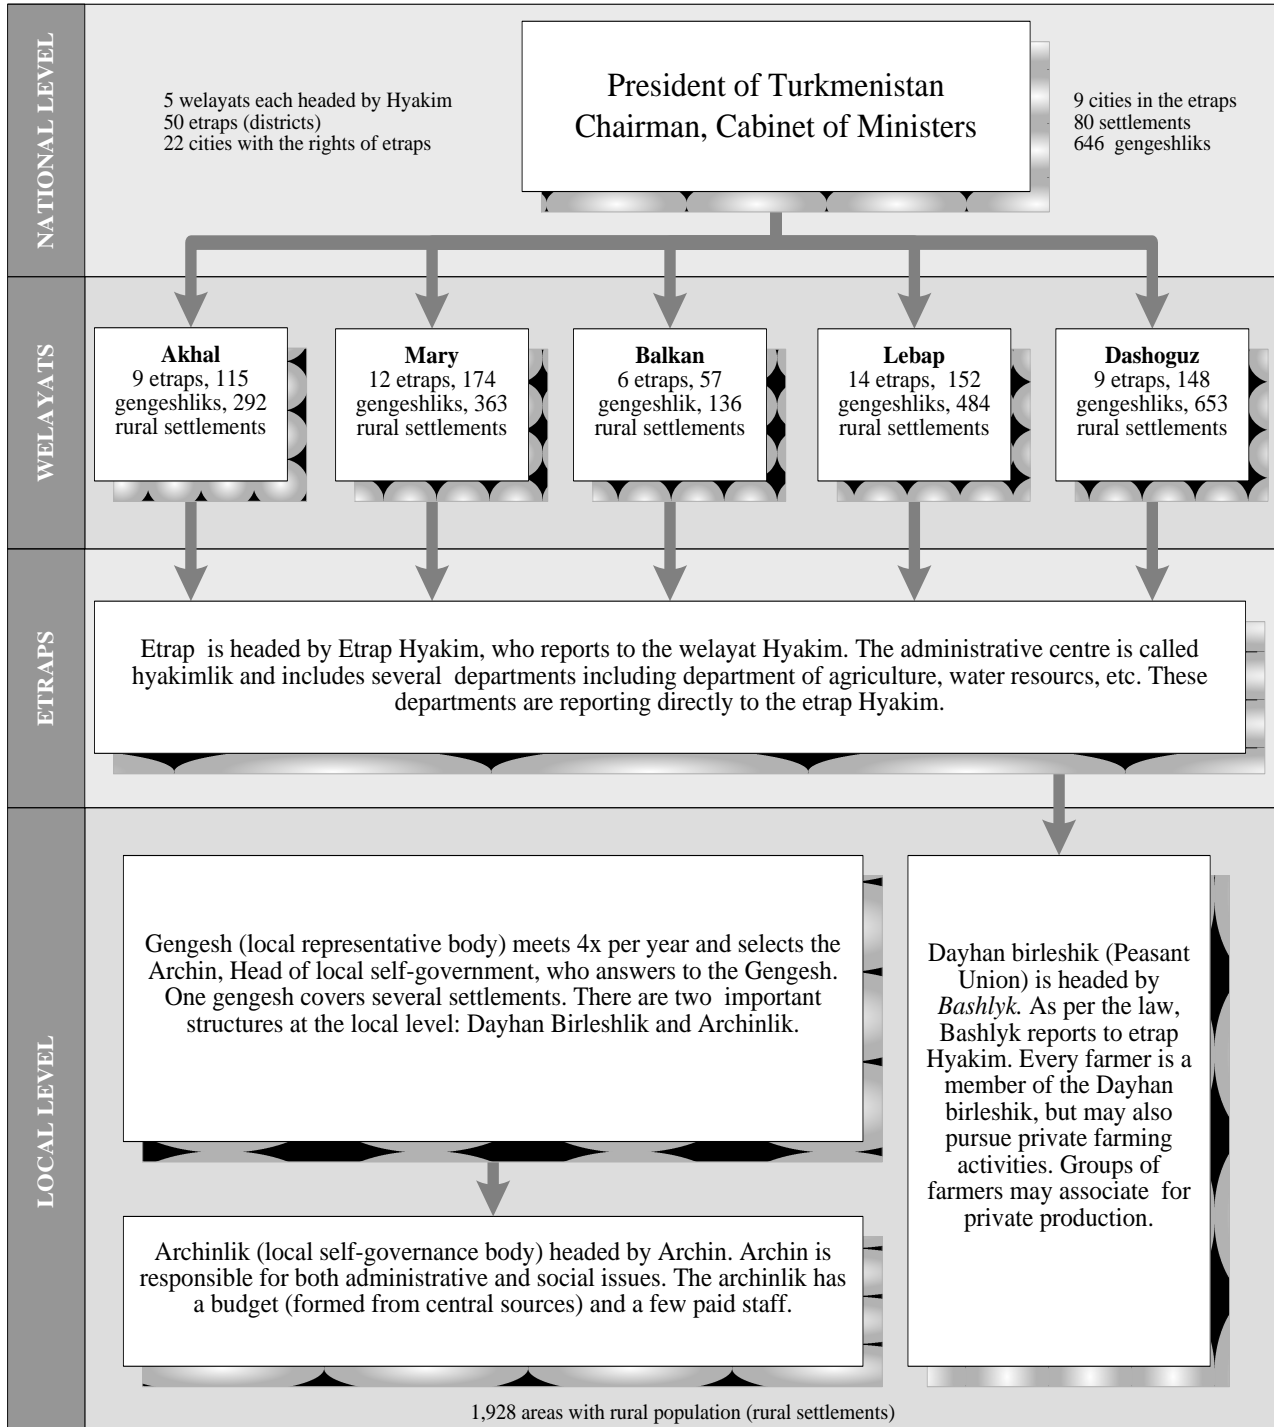 NATIONAL LEVEL
5 welayats each headed by Hyakim
50 etraps (districts)
22 cities with the rights of etraps
President of Turkmenistan
Chairman, Cabinet of Ministers
9 cities in the etraps
80 settlements
646 gengeshliks
WELAYATS
Akhal
9 etraps, 115
gengeshliks, 292
rural settlements
Mary
12 etraps, 174
gengeshliks, 363
rural settlements
Balkan
6 etraps, 57
gengeshlik, 136
rural settlements
Lebap
14 etraps, 152
gengeshliks, 484
rural settlements
Dashoguz
9 etraps, 148
gengeshliks, 653
rural settlements
ETRAPS
Etrap is headed by Etrap Hyakim, who reports to the welayat Hyakim. The administrative centre is called
hyakimlik and includes several departments including department of agriculture, water resourcs, etc. These
departments are reporting directly to the etrap Hyakim.
LOCAL LEVEL
Gengesh (local representative body) meets 4x per year and selects the
Archin, Head of local self-government, who answers to the Gengesh.
One gengesh covers several settlements. There are two important
structures at the local level: Dayhan Birleshlik and Archinlik.
Archinlik (local self-governance body) headed by Archin. Archin is
responsible for both administrative and social issues. The archinlik has
a budget (formed from central sources) and a few paid staff.
Dayhan birleshik (Peasant
Union) is headed by
Bashlyk. As per the law,
Bashlyk reports to etrap
Hyakim. Every farmer is a
member of the Dayhan
birleshik, but may also
pursue private farming
activities. Groups of
farmers may associate for
private production.
1,928 areas with rural population (rural settlements)